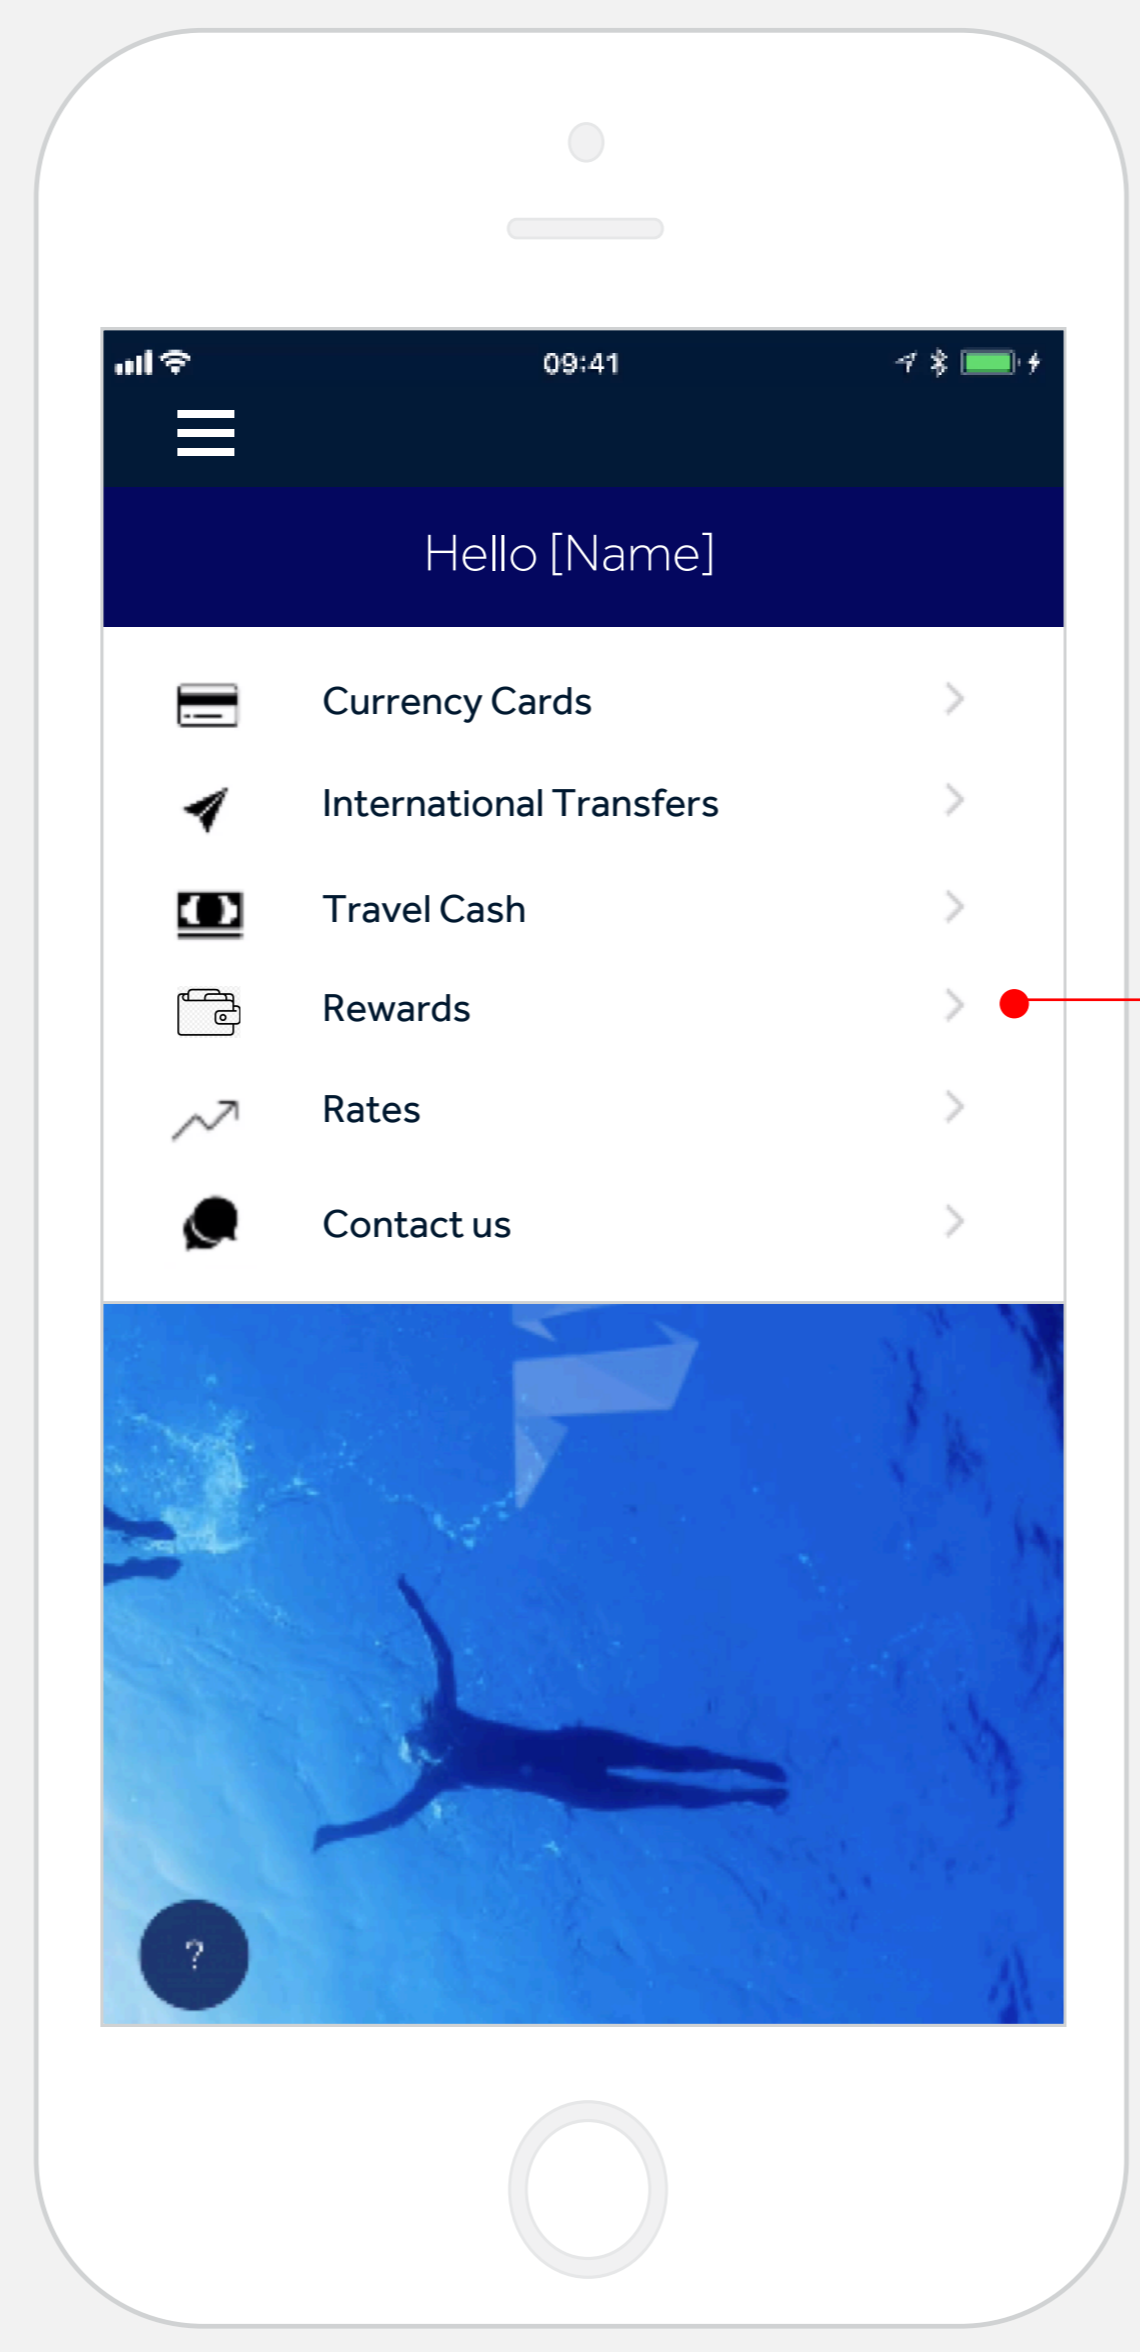 09:41
Hello [Name]
Currency Cards
International Transfers
Travel Cash
Rewards
Rates
Contact us
?